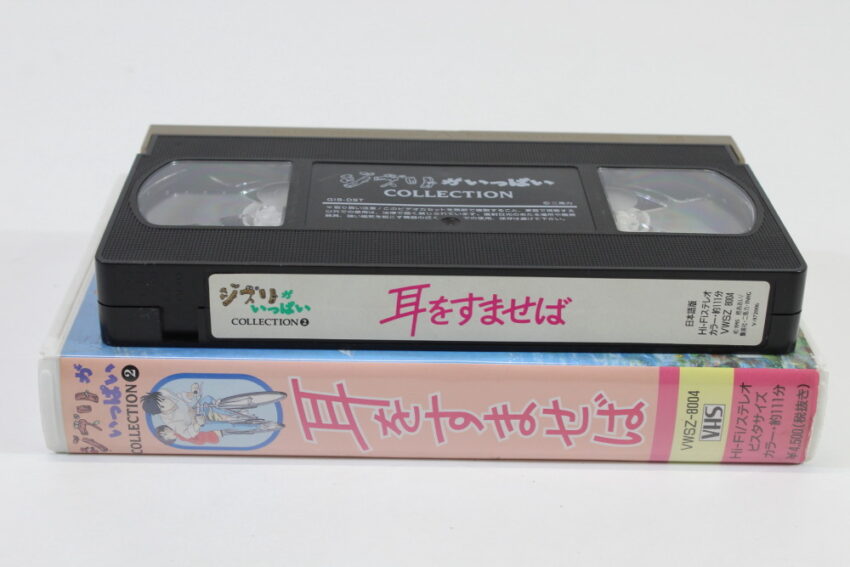 ジブリがいっぱい
COLLECTION
©二馬力
ジブリが
いっぱい
COLLECTION 2
耳をすませば
日本語版
Hi-Fiステレオ
カラー・約111分
VWSZ 8004
ジブリが
いっぱい
COLLECTION 2
耳をすませば
VWSZ-8004
VHS
Hi-Fi/ステレオ
ビスタサイズ
カラー・約111分
¥4,500(税抜き)